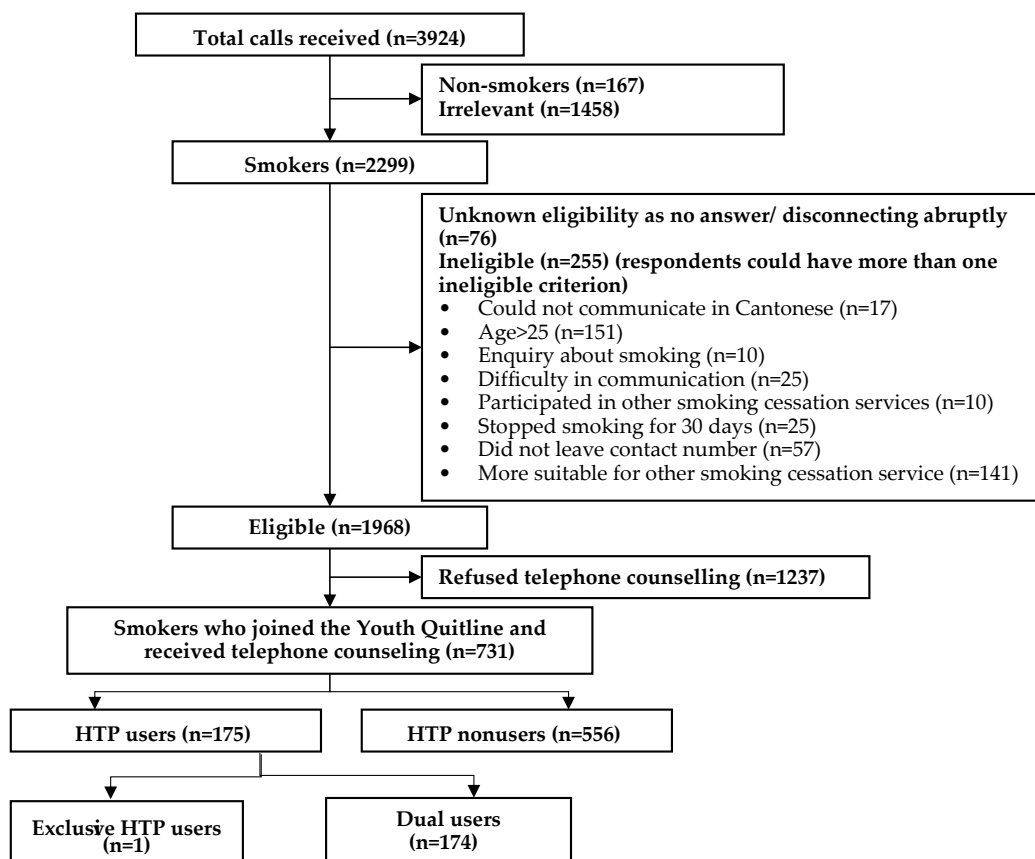 Total calls received (n=3924)
Non-smokers (n=167)
Irrelevant (n=1458)
Smokers (n=2299)
Unknown eligibility as no answer/ disconnecting abruptly
(n=76)
Ineligible (n=255) (respondents could have more than one
ineligible criterion)
• Could not communicate in Cantonese (n=17)
• Age>25 (n=151)
• Enquiry about smoking (n=10)
• Difficulty in communication (n=25)
• Participated in other smoking cessation services (n=10)
• Stopped smoking for 30 days (n=25)
• Did not leave contact number (n=57)
• More suitable for other smoking cessation service (n=141)
Eligible (n=1968)
Refused telephone counselling (n=1237)
Smokers who joined the Youth Quitline and
received telephone counseling (n=731)
HTP users (n=175)
HTP nonusers (n=556)
Exclusive HTP users
(n=1)
Dual users
(n=174)